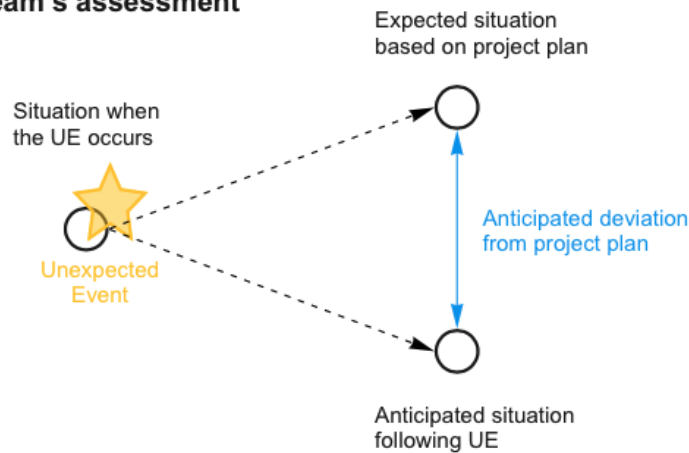 assessment
Expected situation
based on project plan
Situation when
the UE occurs
Unexpected
Event
Anticipated deviation
from project plan
Anticipated situation
following UE